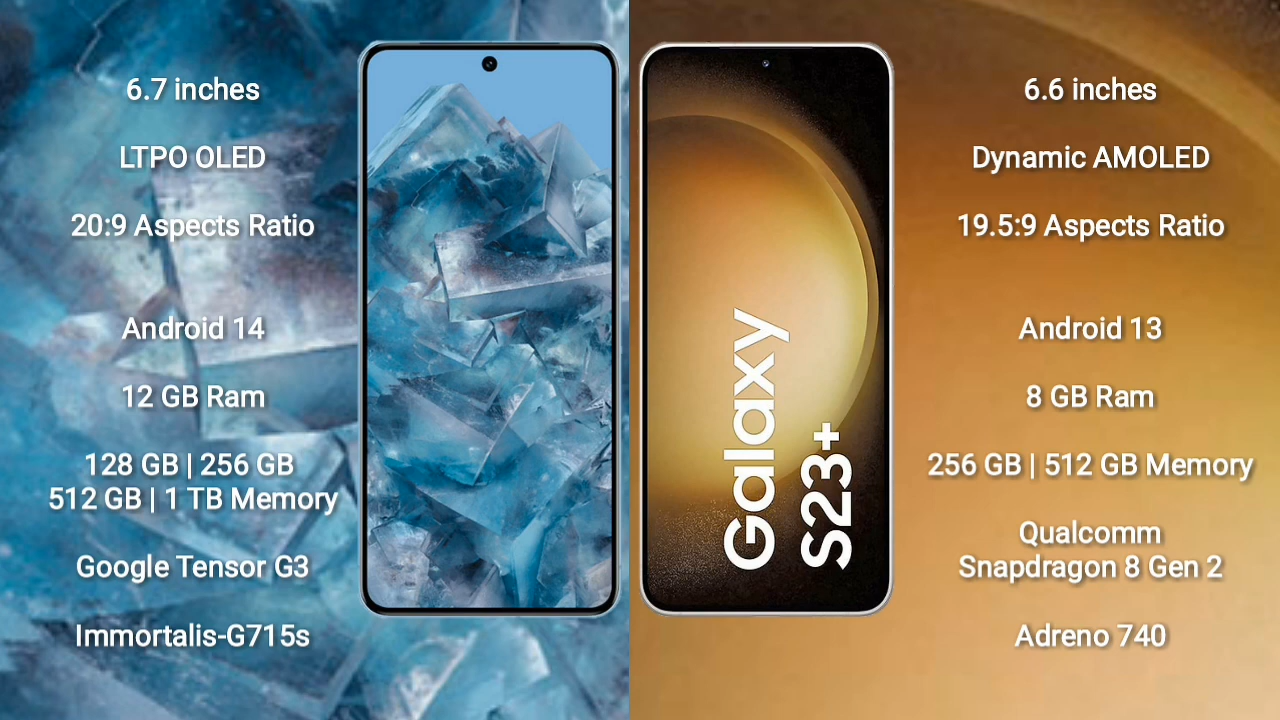 6.7 inches
LTPO OLED
20:9 Aspects Ratio
Android 14
12 GB Ram
128 GB | 256 GB
512 GB | 1 TB Memory
Google Tensor G3
Immortalis-G715s
Galaxy
S23+
6.6 inches
Dynamic AMOLED
19.5:9 Aspects Ratio
Android 13
8 GB Ram
256 GB | 512 GB Memory
Qualcomm
Snapdragon 8 Gen 2
Adreno 740